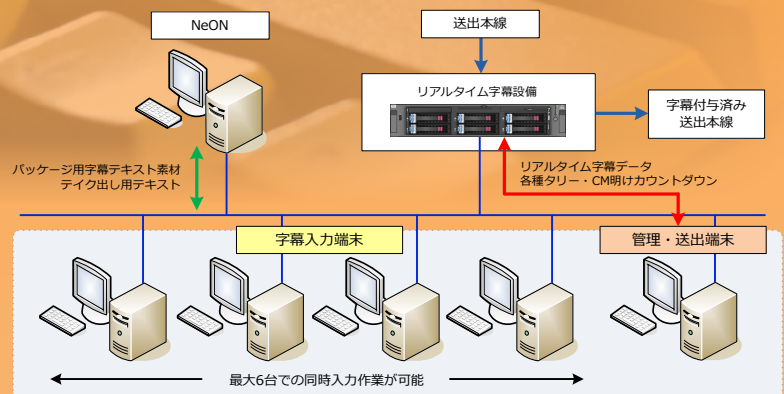 NeON
送出本線
リアルタイム字幕設備
字幕付与済み
送出本線
パッケージ用字幕テキスト素材
テイク出し用テキスト
リアルタイム字幕データ
各種タリー・CM明けカウントダウン
字幕入力端末
管理・送出端末
最大6台での同時入力作業が可能